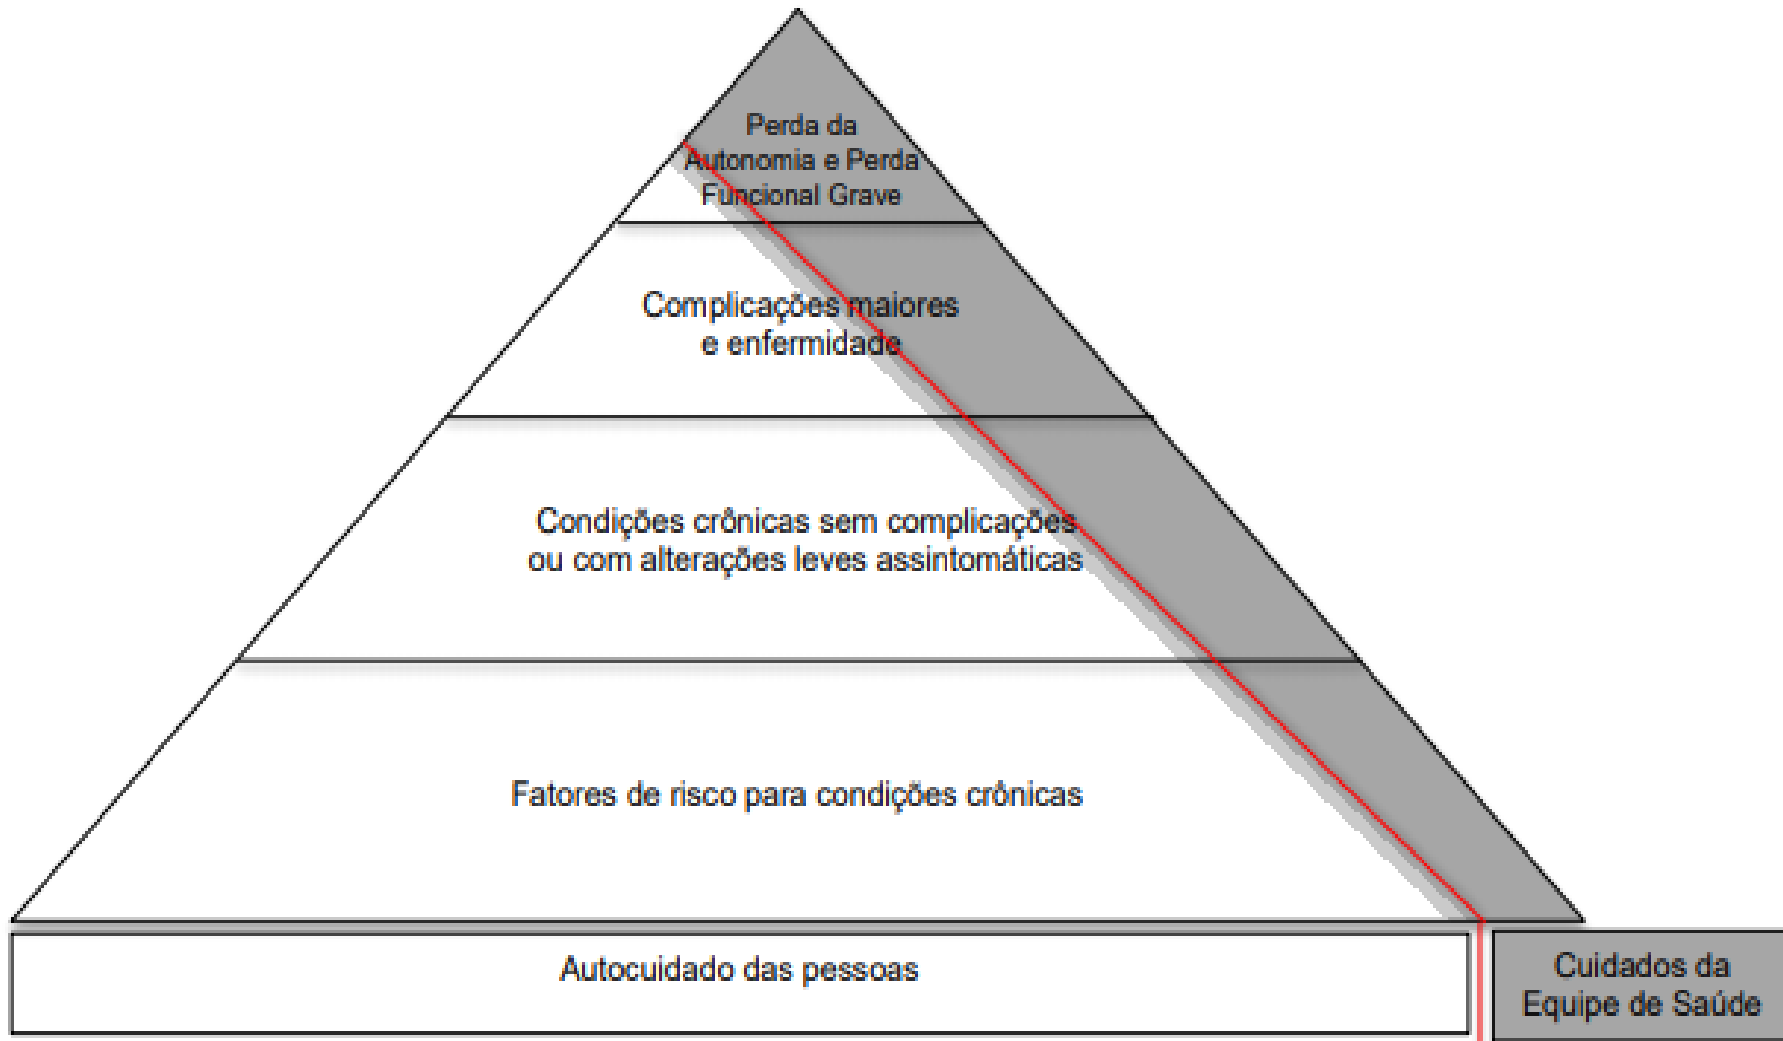 Perda da
Autonomia e Perda
Funcional Grave
Complicações maiores
e enfermidade
Condições crônicas sem complicações
ou com alterações leves assintomáticas
Fatores de risco para condições crônicas
Autocuidado das pessoas
Cuidados da
Equipe de Saúde